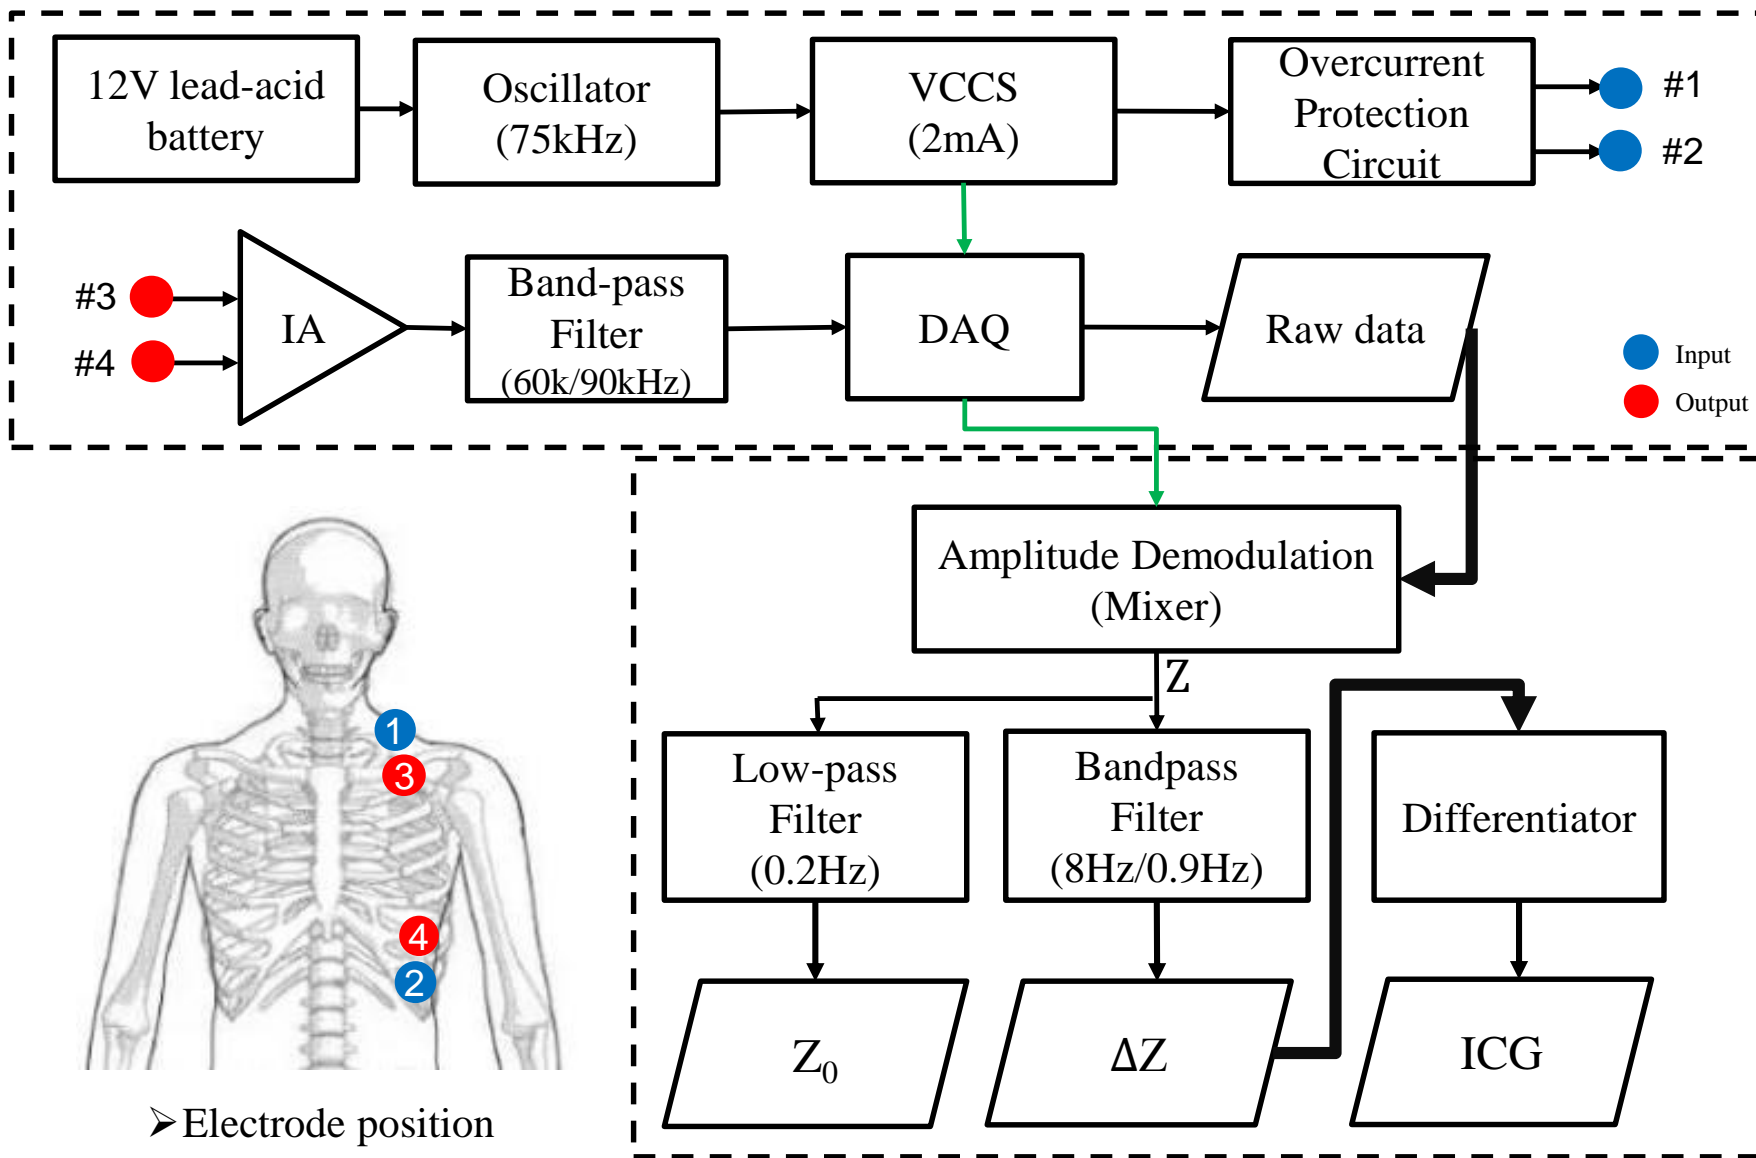 12V lead-acid
battery
Oscillator
(75kHz)
VCCS
(2mA)
Overcurrent
Protection
Circuit
#1
#2
#3
#4
IA
Band-pass
Filter
(60k/90kHz)
DAQ
Raw data
Input
Output
Amplitude Demodulation
(Mixer)
Z
Low-pass
Filter
(0.2Hz)
Bandpass
Filter
(8Hz/0.9Hz)
Differentiator
Z₀
ΔZ
ICG
1
3
4
2
➢Electrode position